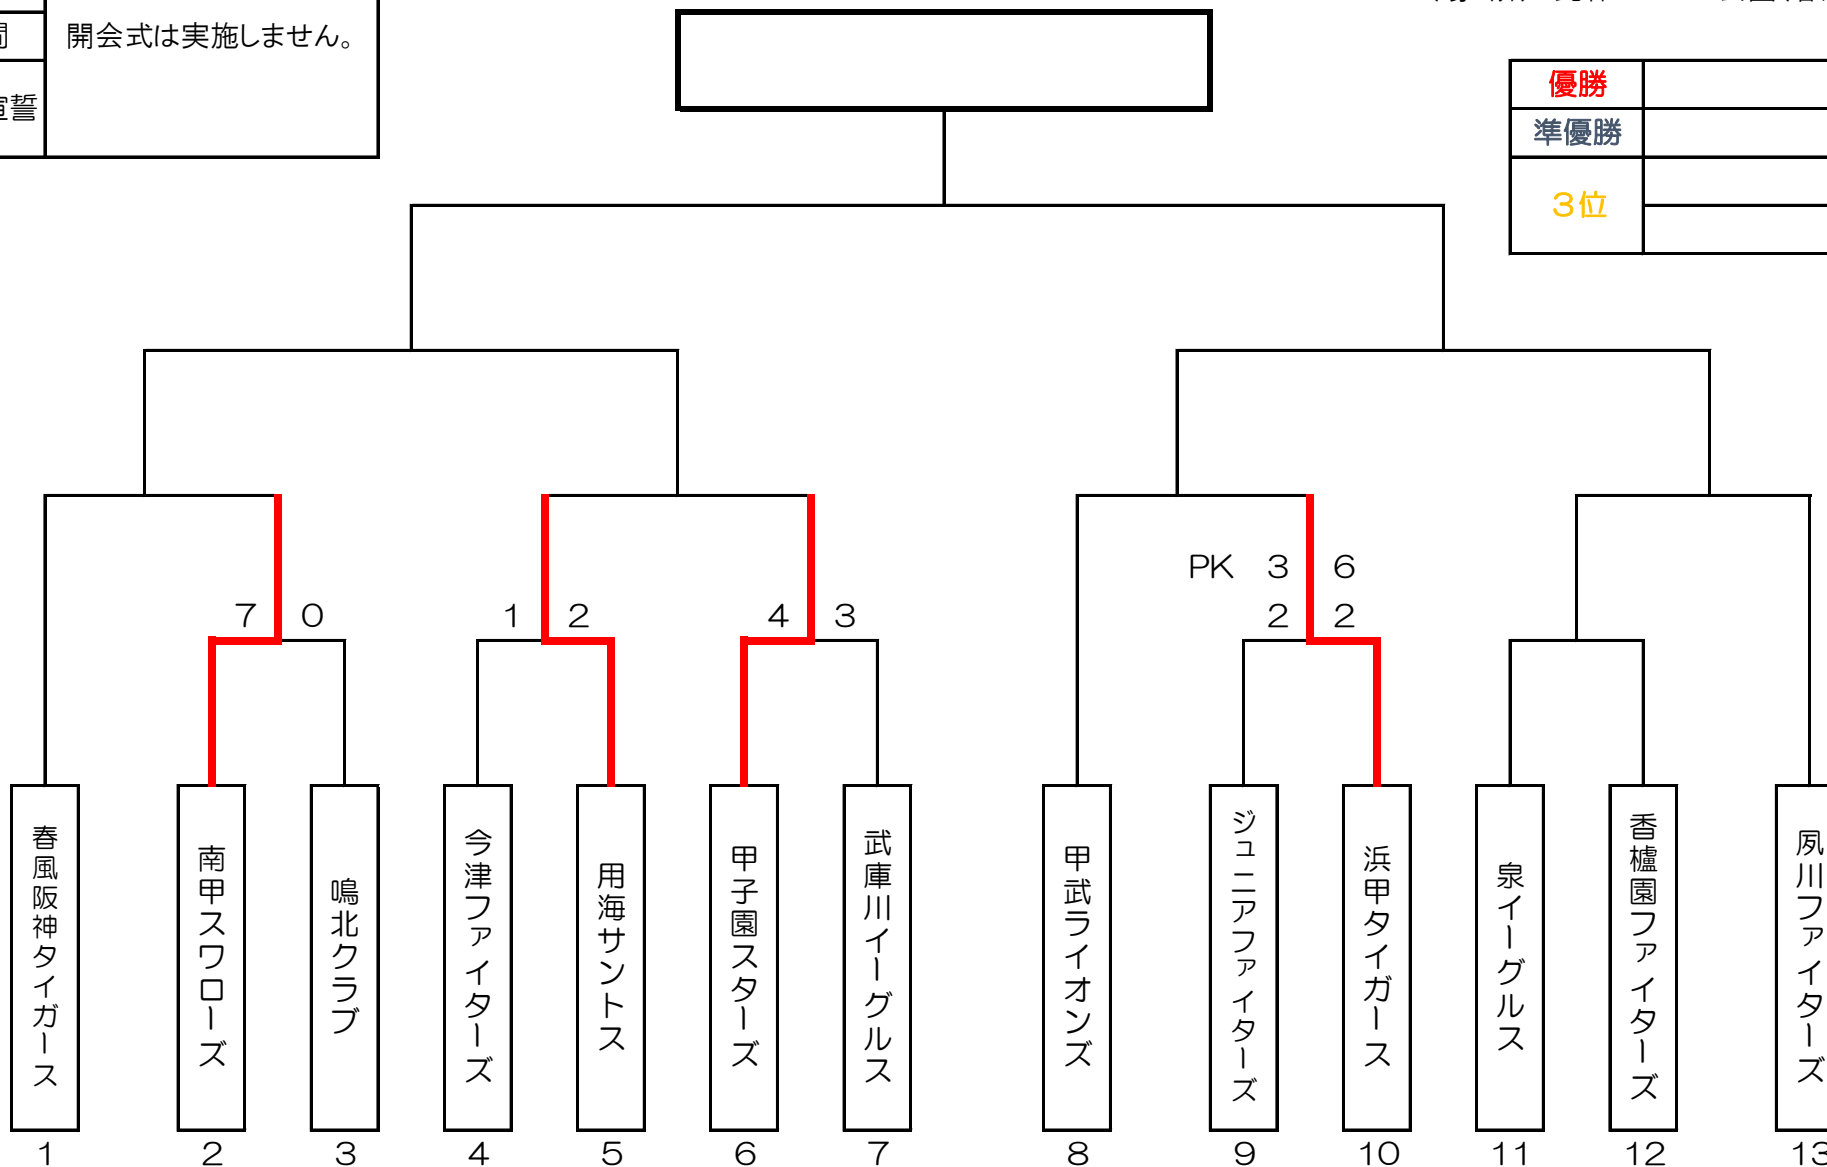 開会式は実施しません。
宣誓
優勝
準優勝
3位
PK 3 6
7 0 1 2 4 3 2 2
春風阪神タイガース
南甲スワローズ
鳴北クラブ
今津ファイターズ
用海サントス
甲子園スターズ
武庫川イーグルス
甲武ライオンズ
ジュニアファイターズ
浜甲タイガース
泉イーグルス
香櫨園ファイターズ
夙川ファイターズ
1 2 3 4 5 6 7 8 9 10 11 12 13